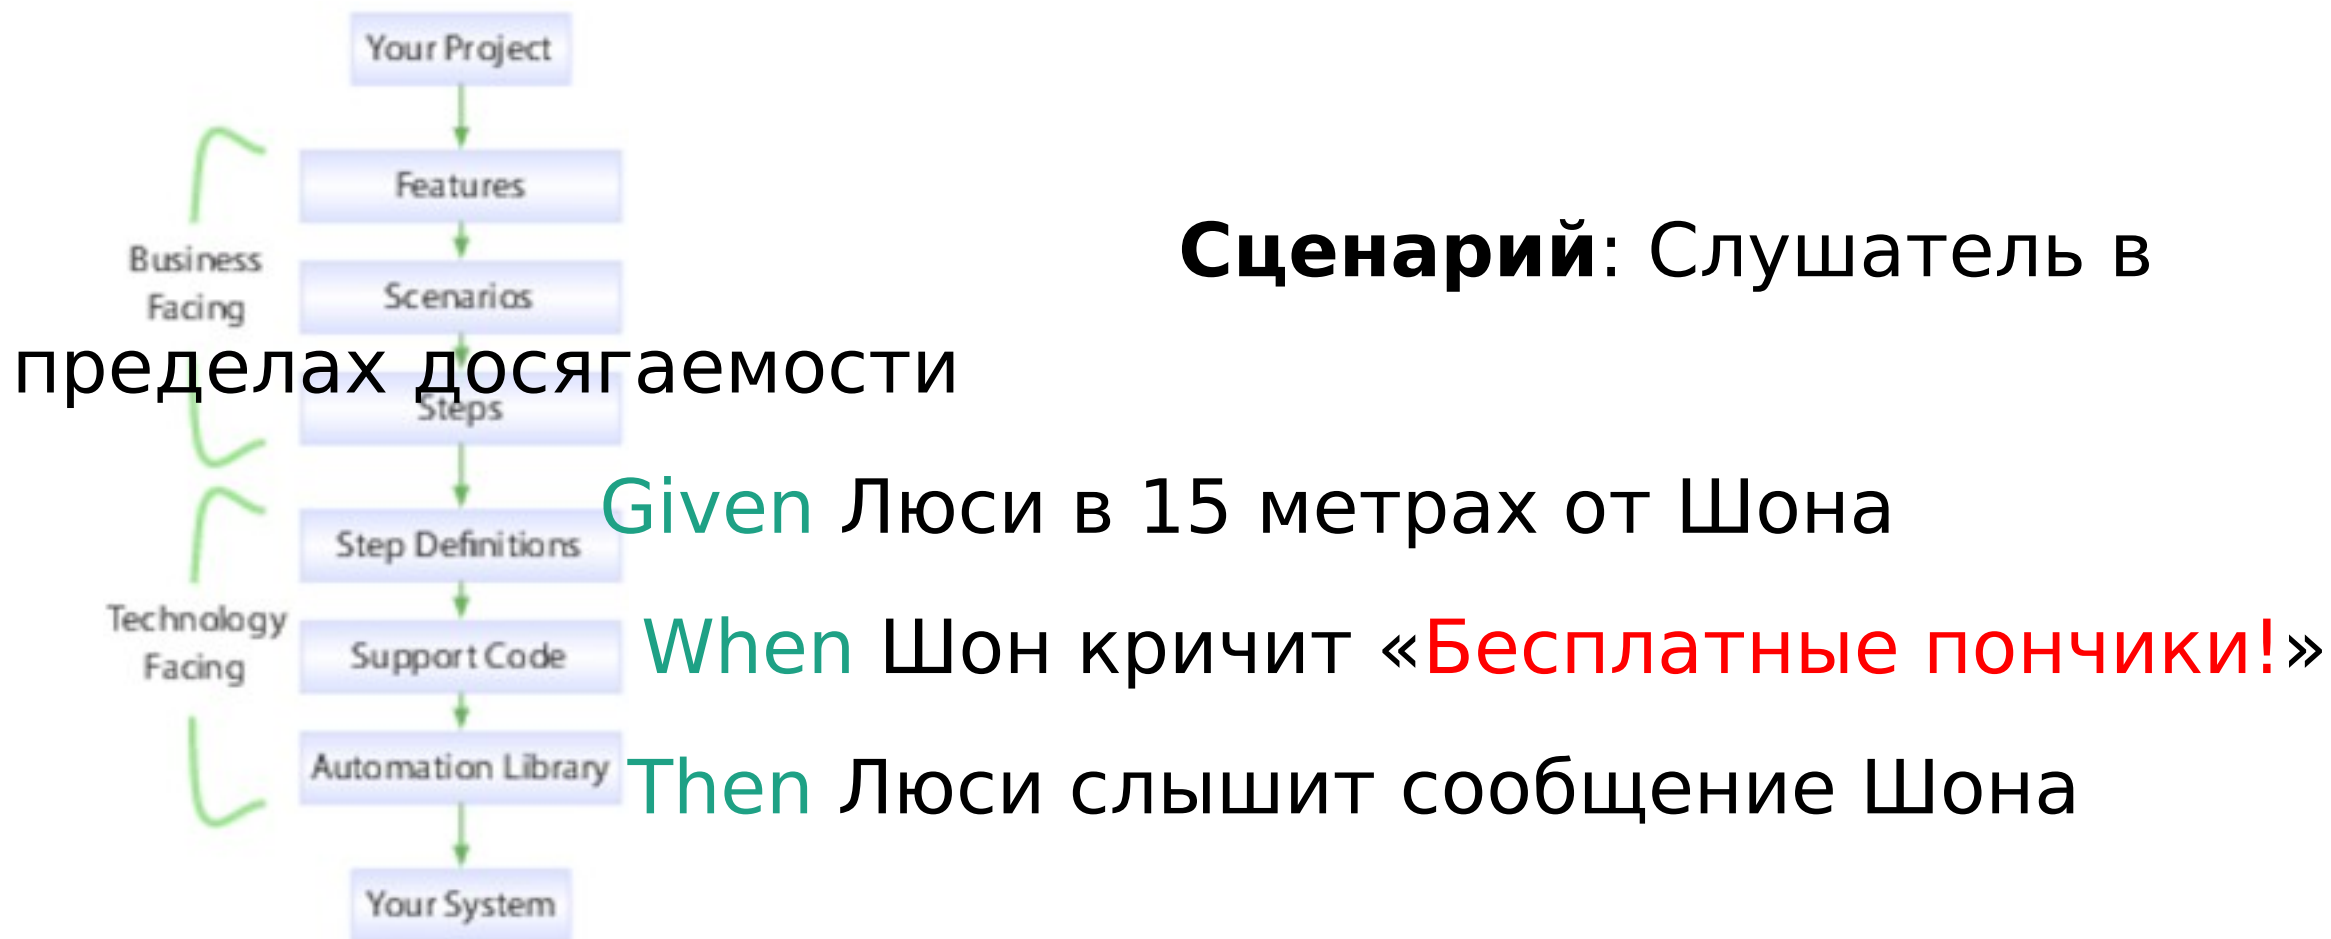 Your Project
Features
Business
Facing
Scenarios
Steps
Step Definitions
Technology
Facing
Support Code
Automation Library
Your System
Сценарий: Слушатель в
пределах досягаемости
Given Люси в 15 метрах от Шона
When Шон кричит «Бесплатные пончики!»
Then Люси слышит сообщение Шона